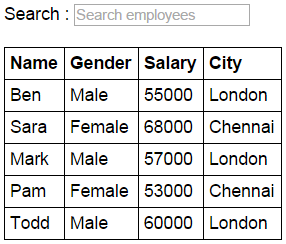 Search : Search employees
Name Gender Salary City
Ben Male 55000 London
Sara Female 68000 Chennai
Mark Male 57000 London
Pam Female 53000 Chennai
Todd Male 60000 London